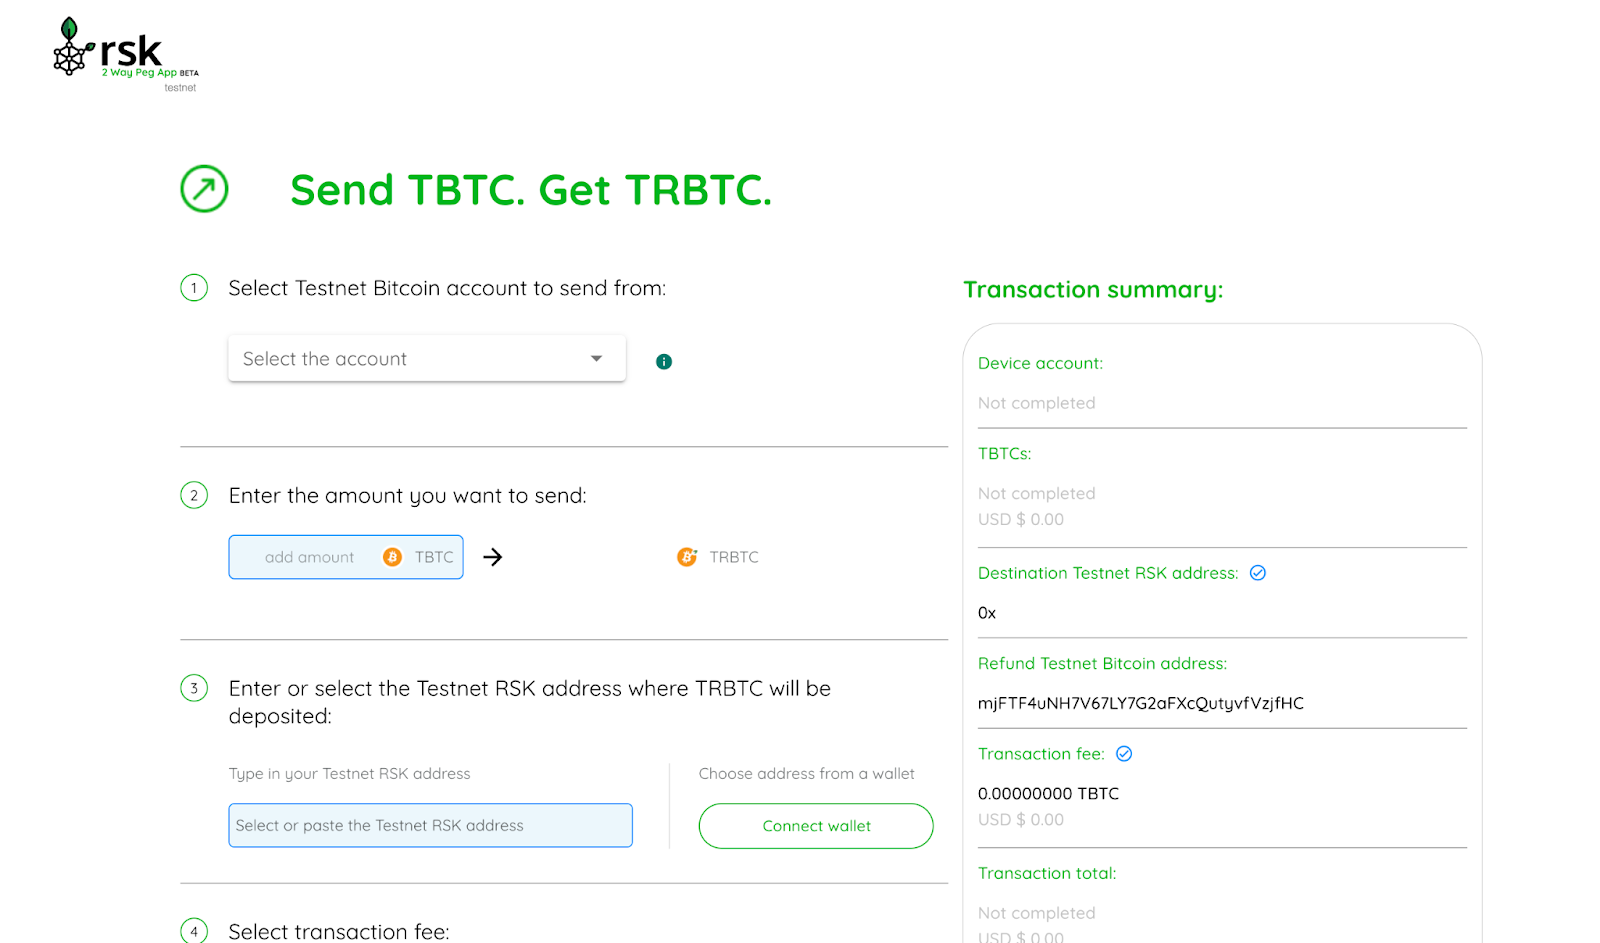 rsk
2 Way Peg App BETA
testnet
Send TBTC. Get TRBTC.
1 Select Testnet Bitcoin account to send from:
Select the account
2 Enter the amount you want to send:
add amount TBTC TRBTC
3 Enter or select the Testnet RSK address where TRBTC will be
deposited:
Type in your Testnet RSK address
Select or paste the Testnet RSK address
Choose address from a wallet
Connect wallet
4 Select transaction fee:
Transaction summary:
Device account:
Not completed
TBTCs:
Not completed
USD $ 0.00
Destination Testnet RSK address:
0x
Refund Testnet Bitcoin address:
mjFTF4uNH7V67LY7G2aFXcQutyvfVzjfHC
Transaction fee:
0.00000000 TBTC
USD $ 0.00
Transaction total:
Not completed
USD $ 0.00